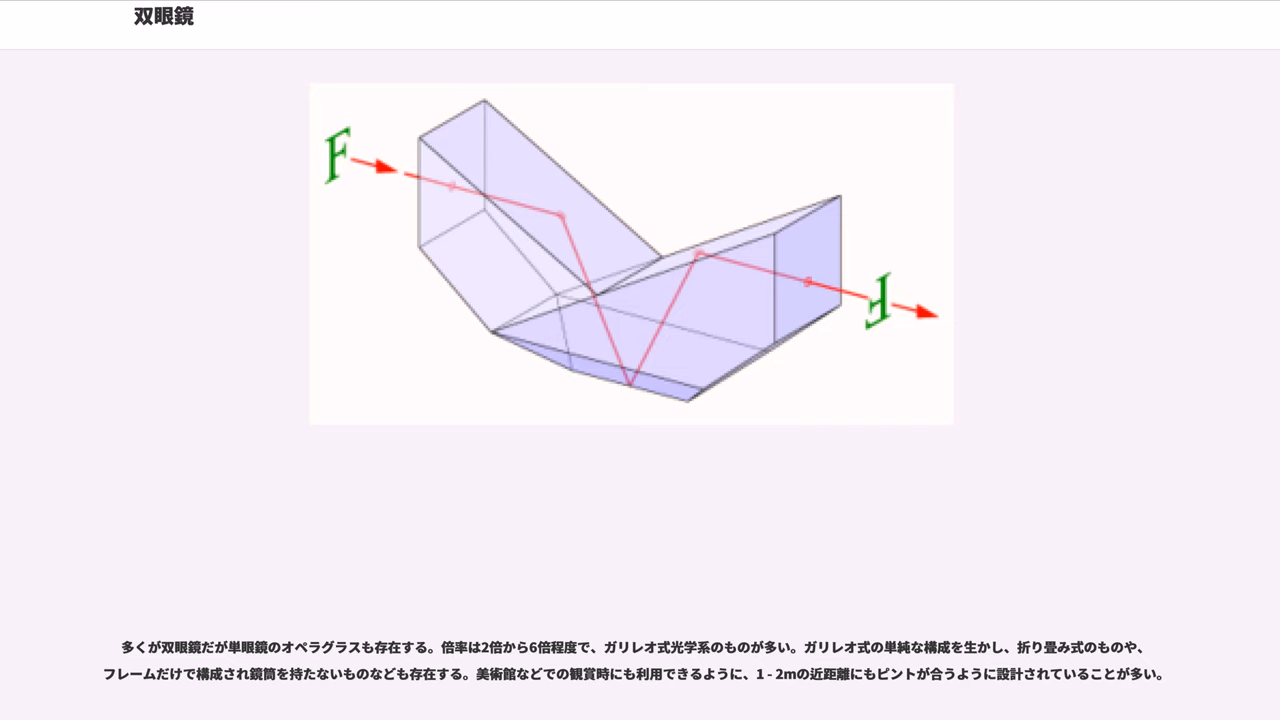 双眼鏡
F
F
多くが双眼鏡だが単眼鏡のオペラグラスも存在する。倍率は2倍から6倍程度で、ガリレオ式光学系のものが多い。ガリレオ式の単純な構成を生かし、折り畳み式のものや、
フレームだけで構成され鏡筒を持たないものなども存在する。美術館などでの観賞時にも利用できるように、1 - 2mの近距離にもピントが合うように設計されていることが多い。